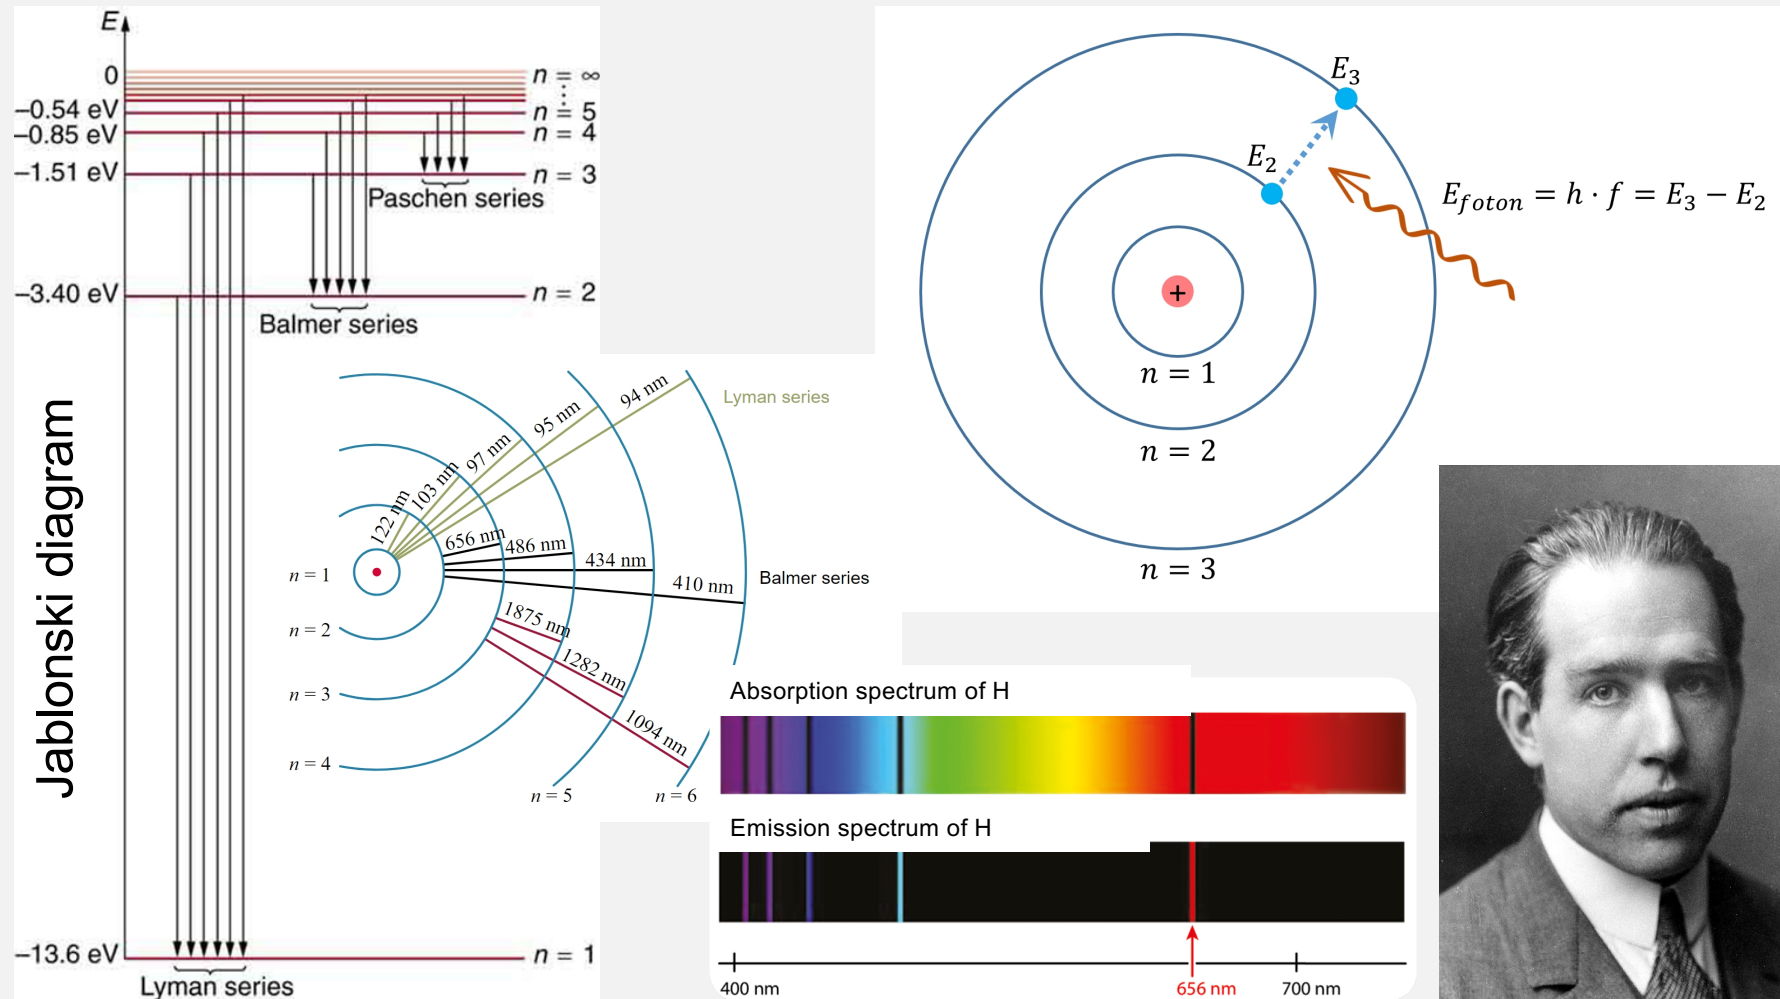 E
0
n = ∞
⋮
−0.54 eV
n = 5
−0.85 eV
n = 4
−1.51 eV
n = 3
Paschen series
−3.40 eV
n = 2
Balmer series
−13.6 eV
n = 1
Lyman series
Jablonski diagram
122 nm
103 nm
97 nm
95 nm
94 nm
Lyman series
656 nm
486 nm
434 nm
410 nm
Balmer series
1875 nm
1282 nm
1094 nm
n = 1
n = 2
n = 3
n = 4
n = 5
n = 6
E₃
E₂
E_foton = h · f = E₃ − E₂
+
n = 1
n = 2
n = 3
Absorption spectrum of H
Emission spectrum of H
400 nm
656 nm
700 nm